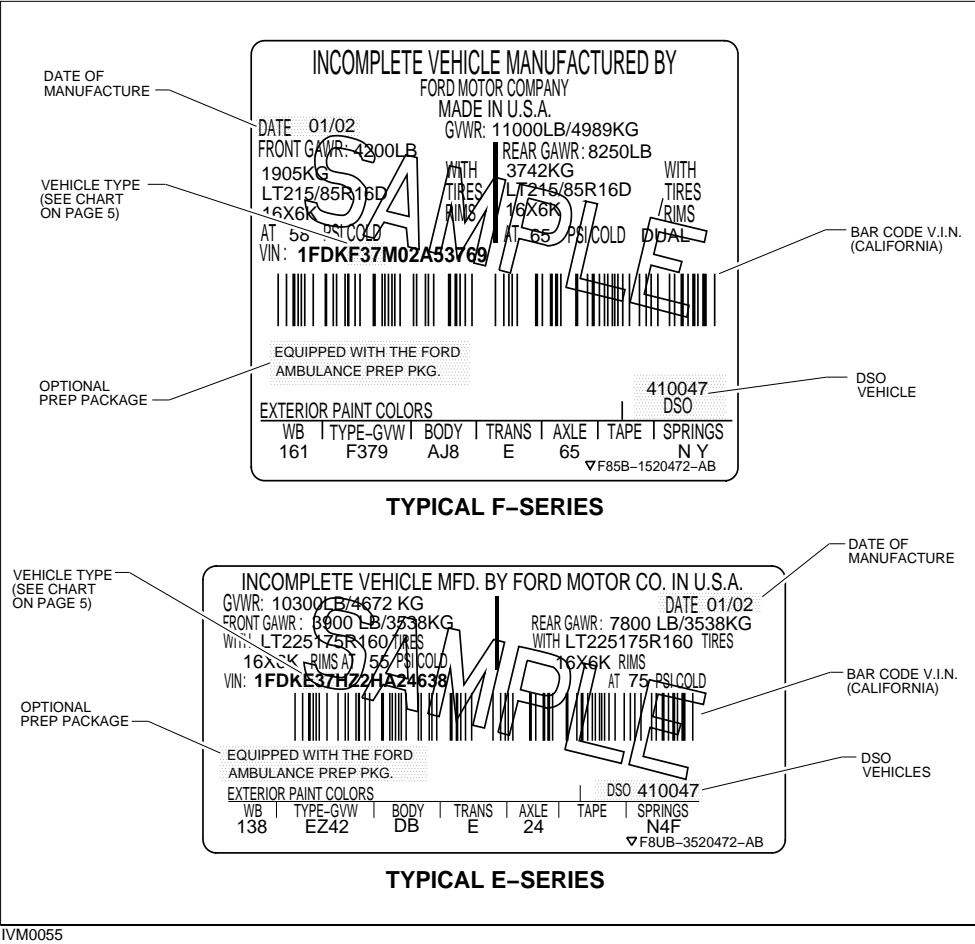 INCOMPLETE VEHICLE MANUFACTURED BY
FORD MOTOR COMPANY
MADE IN U.S.A.
DATE OF
MANUFACTURE
DATE 01/02
GVWR: 11000LB/4989KG
FRONT GAWR: 4200LB
REAR GAWR: 8250LB
1905KG WITH
3742KG WITH
LT215/85R16D TIRES
LT215/85R16D TIRES
16X6K RIMS
16X6K RIMS
AT 58 PSI COLD
AT 65 PSI COLD DUAL
VEHICLE TYPE
(SEE CHART
ON PAGE 5)
VIN: 1FDKF37M02A53769
SAMPLE
BAR CODE V.I.N.
(CALIFORNIA)
EQUIPPED WITH THE FORD
AMBULANCE PREP PKG.
OPTIONAL
PREP PACKAGE
410047
DSO
DSO
VEHICLE
EXTERIOR PAINT COLORS
WB TYPE–GVW BODY TRANS AXLE TAPE SPRINGS
161 F379 AJ8 E 65 N Y
F85B–1520472–AB
TYPICAL F–SERIES
DATE OF
MANUFACTURE
VEHICLE TYPE
(SEE CHART
ON PAGE 5)
INCOMPLETE VEHICLE MFD. BY FORD MOTOR CO. IN U.S.A.
GVWR: 10300LB/4672 KG
DATE 01/02
FRONT GAWR: 3900 LB/3538KG
REAR GAWR: 7800 LB/3538KG
WITH LT225175R160 TIRES
WITH LT225175R160 TIRES
16X6K RIMS AT 55 PSI COLD
16X6K RIMS
VIN: 1FDKE37HZ2HA24638
AT 75 PSI COLD
SAMPLE
BAR CODE V.I.N.
(CALIFORNIA)
OPTIONAL
PREP PACKAGE
EQUIPPED WITH THE FORD
AMBULANCE PREP PKG.
DSO
VEHICLES
EXTERIOR PAINT COLORS
DSO 410047
WB TYPE–GVW BODY TRANS AXLE TAPE SPRINGS
138 EZ42 DB E 24 N4F
F8UB–3520472–AB
TYPICAL E–SERIES
IVM0055